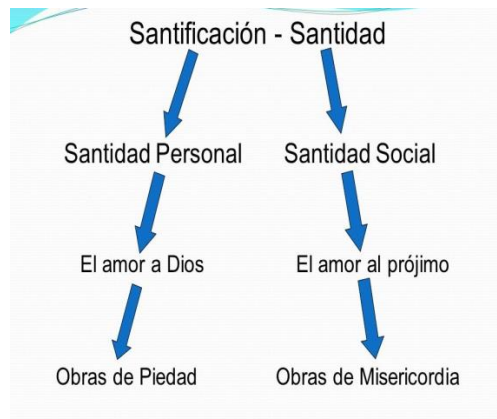 Santificación - Santidad
Santidad Personal
Santidad Social
El amor a Dios
El amor al prójimo
Obras de Piedad
Obras de Misericordia